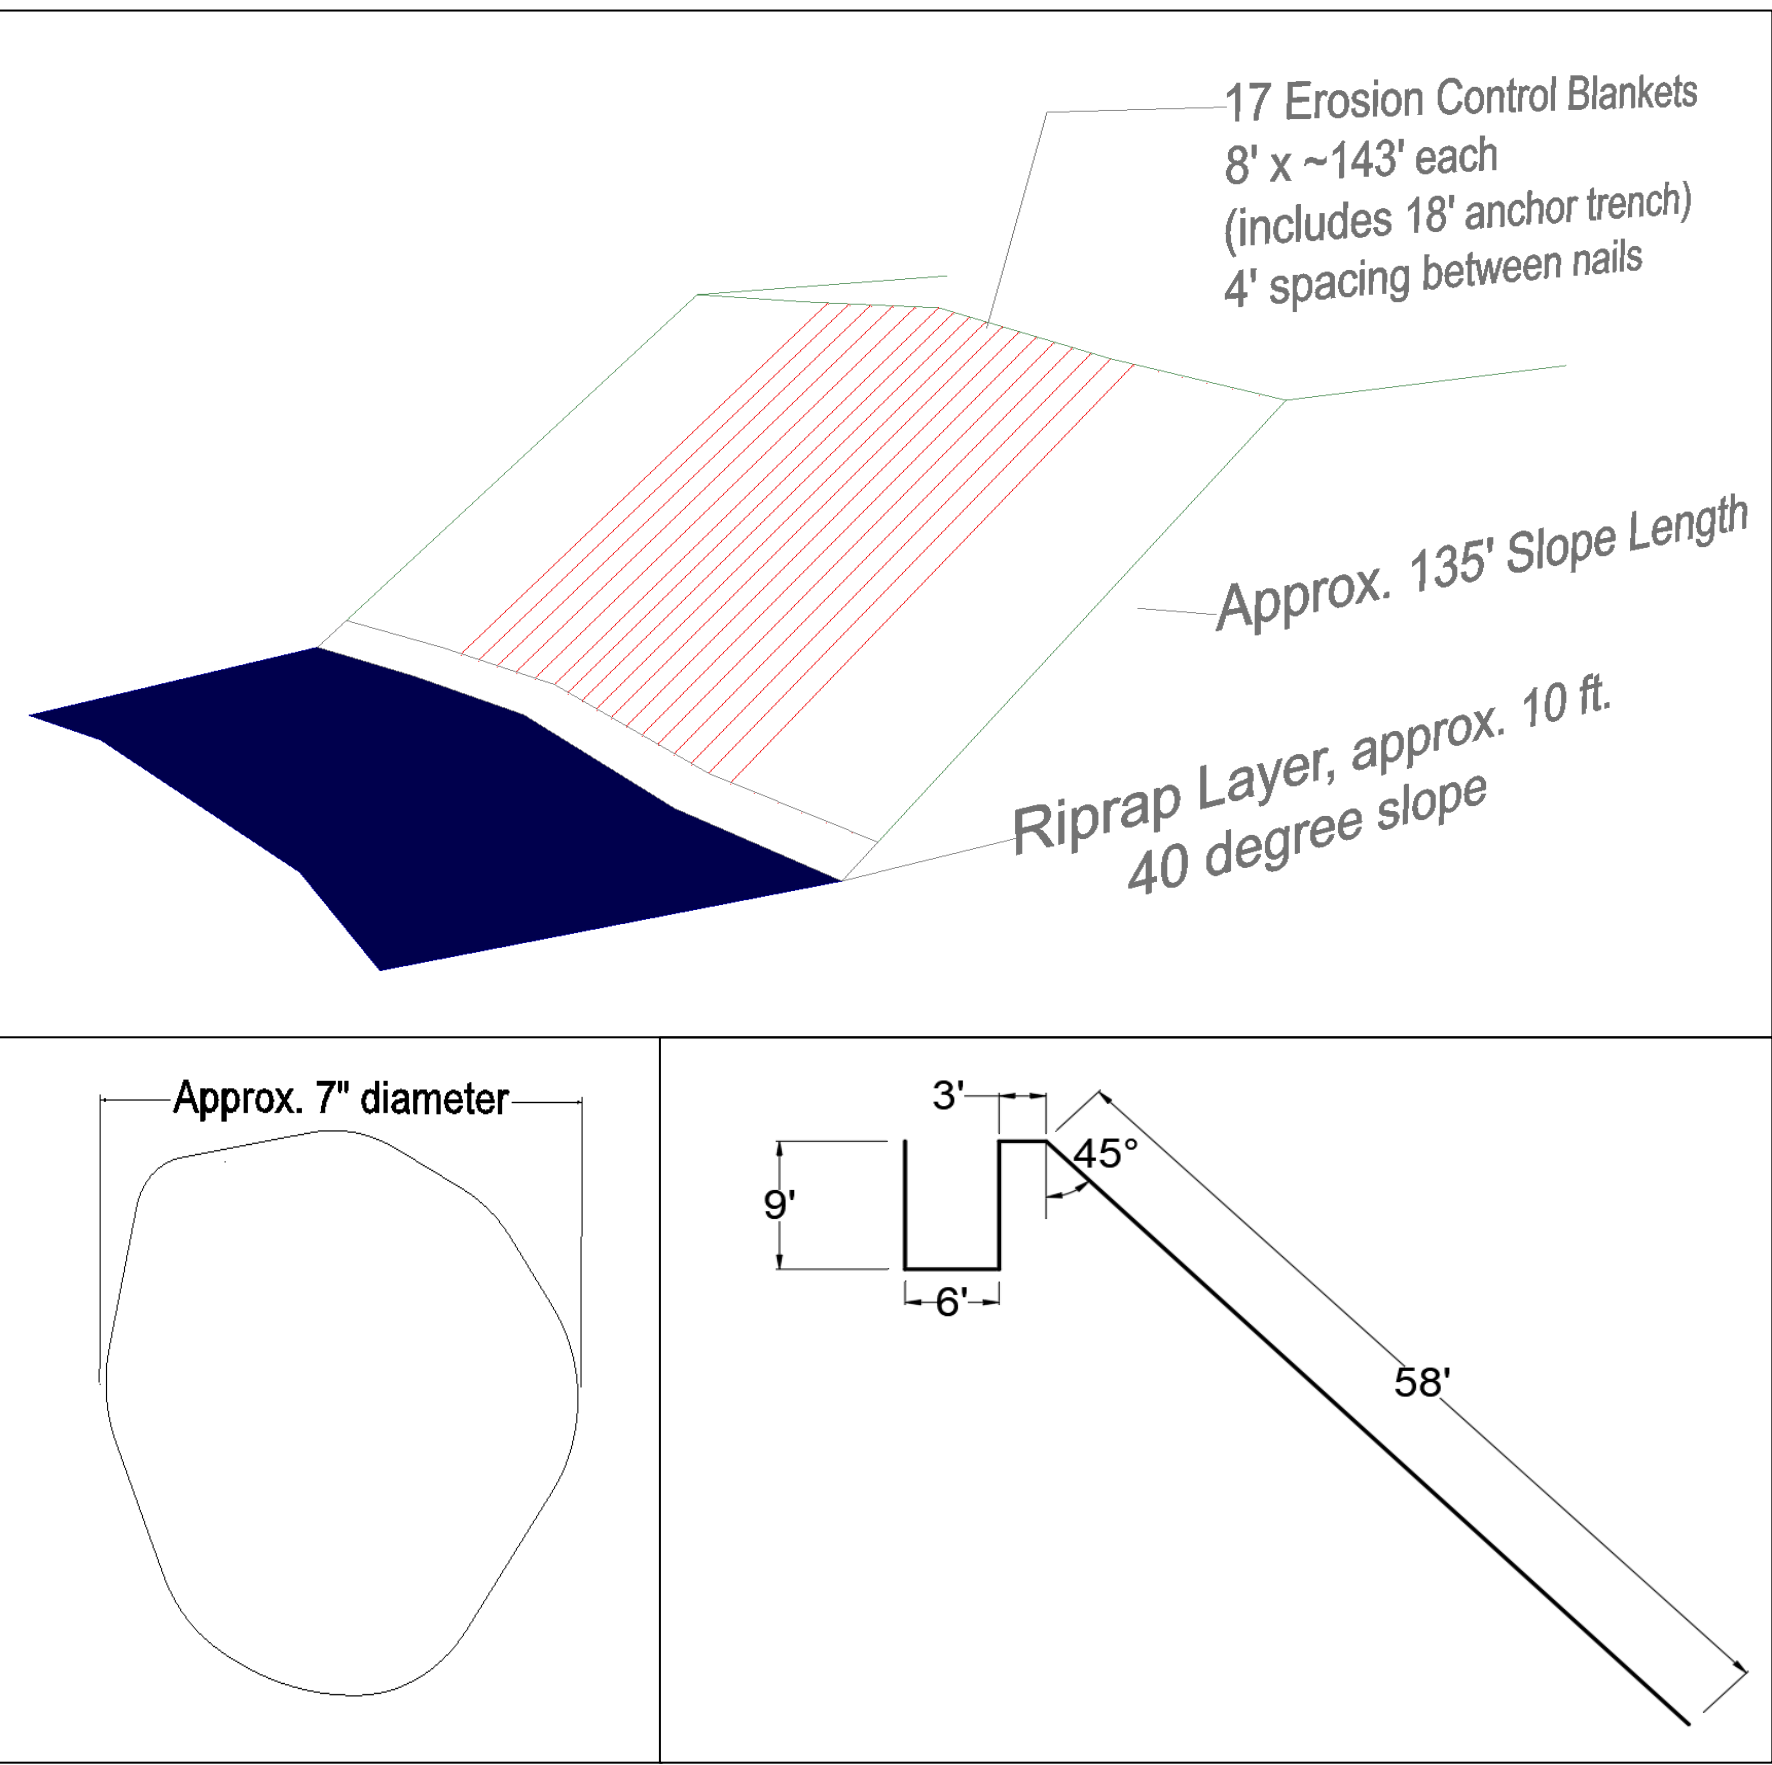 17 Erosion Control Blankets
8' x ~143' each
(includes 18' anchor trench)
4' spacing between nails
Approx. 135' Slope Length
Riprap Layer, approx. 10 ft.
40 degree slope
Approx. 7" diameter
3'
45°
9'
6'
58'